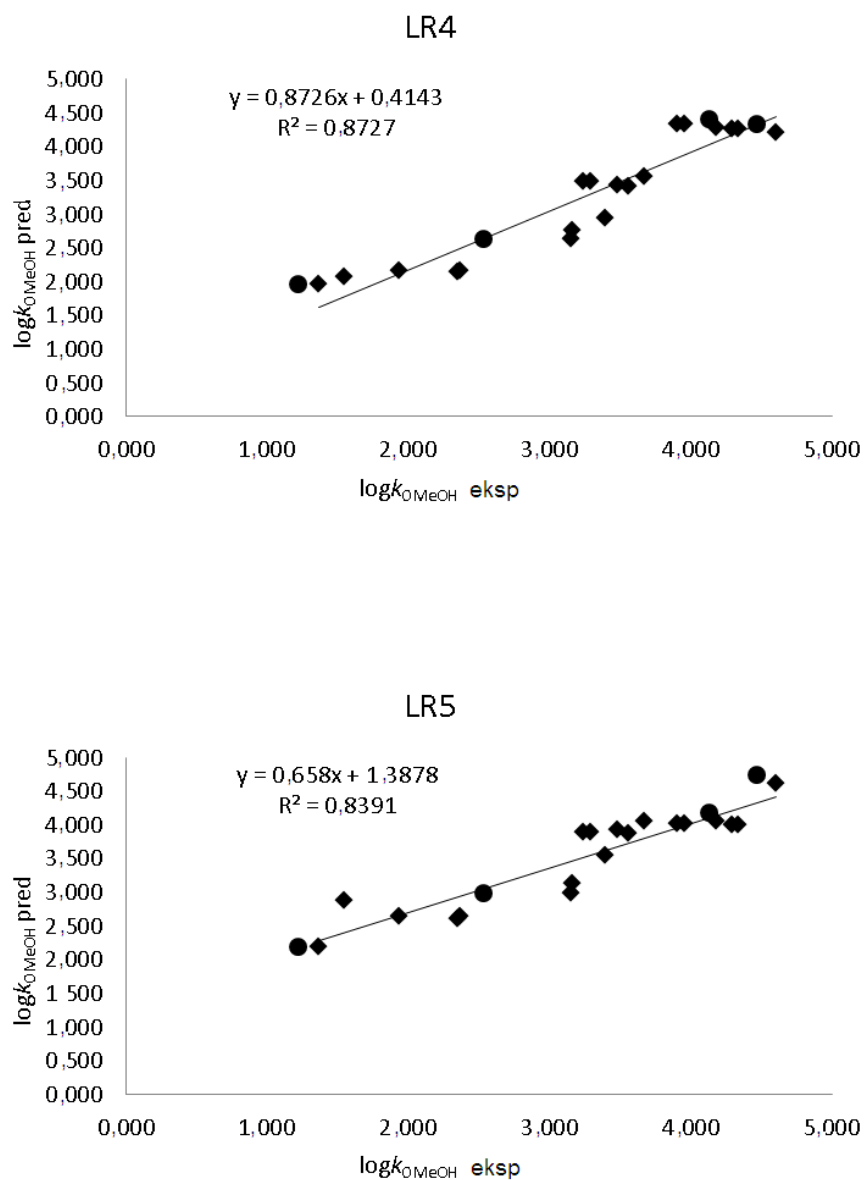 LR4
y = 0,8726x + 0,4143
R² = 0,8727
5,000
4,500
4,000
3,500
3,000
2,500
2,000
1,500
1,000
0,500
0,000
logk0MeOH pred
0,000 1,000 2,000 3,000 4,000 5,000
logk0MeOH eksp
LR5
y = 0,658x + 1,3878
R² = 0,8391
5,000
4,500
4,000
3,500
3,000
2,500
2,000
1 500
1,000
0,500
0,000
logk0MeOH pred
0,000 1,000 2,000 3,000 4,000 5,000
logk0MeOH eksp